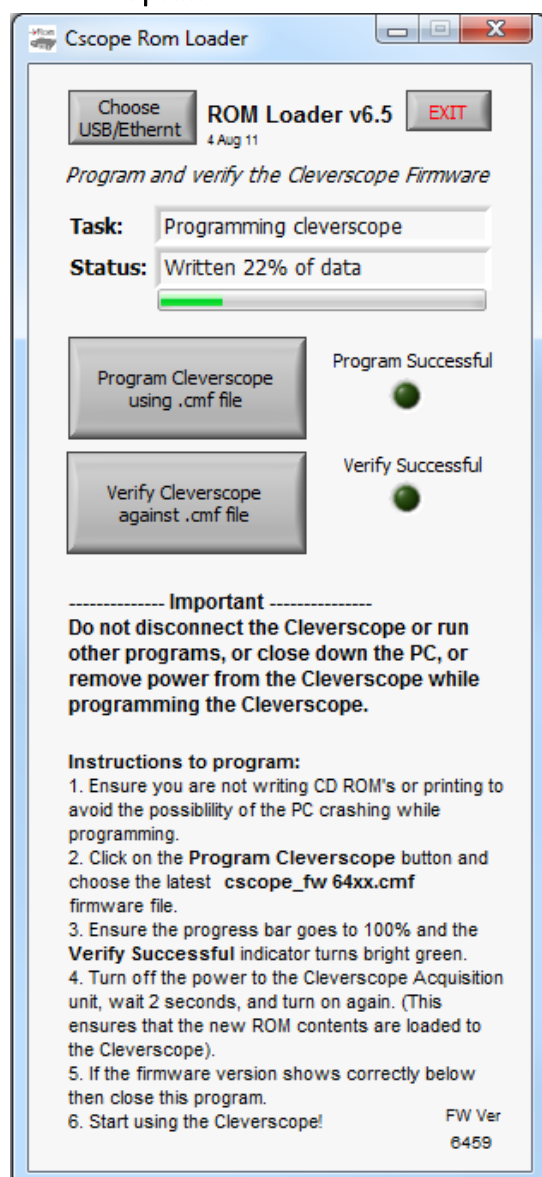 Cscope Rom Loader
Choose
USB/Ethernt
ROM Loader v6.5
4 Aug 11
EXIT
Program and verify the Cleverscope Firmware
Task: Programming cleverscope
Status: Written 22% of data
Program Cleverscope
using .cmf file
Program Successful
Verify Cleverscope
against .cmf file
Verify Successful
-------------- Important ---------------
Do not disconnect the Cleverscope or run
other programs, or close down the PC, or
remove power from the Cleverscope while
programming the Cleverscope.
Instructions to program:
1. Ensure you are not writing CD ROM's or printing to
avoid the possiblility of the PC crashing while
programming.
2. Click on the Program Cleverscope button and
choose the latest cscope_fw 64xx.cmf
firmware file.
3. Ensure the progress bar goes to 100% and the
Verify Successful indicator turns bright green.
4. Turn off the power to the Cleverscope Acquisition
unit, wait 2 seconds, and turn on again. (This
ensures that the new ROM contents are loaded to
the Cleverscope).
5. If the firmware version shows correctly below
then close this program.
6. Start using the Cleverscope!
FW Ver
6459